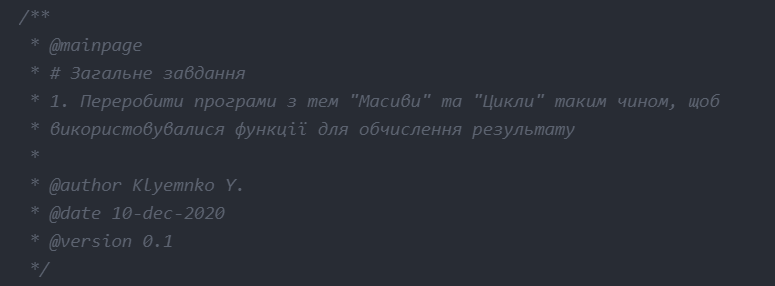 /**
* @mainpage
* # Загальне завдання
* 1. Переробити програми з тем "Масиви" та "Цикли" таким чином, щоб
* використовувалися функції для обчислення результату
*
* @author Klyemnko Y.
* @date 10-dec-2020
* @version 0.1
*/